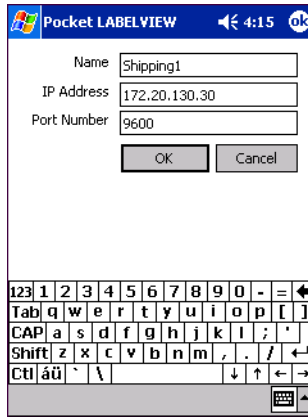 Pocket LABELVIEW 4:15 ok
Name Shipping1
IP Address 172.20.130.30
Port Number 9600
OK Cancel
123 1 2 3 4 5 6 7 8 9 0 - =
Tab q w e r t y u i o p [ ]
CAP a s d f g h j k l ; '
Shift z x c v b n m , . /
Ctl áü ` \